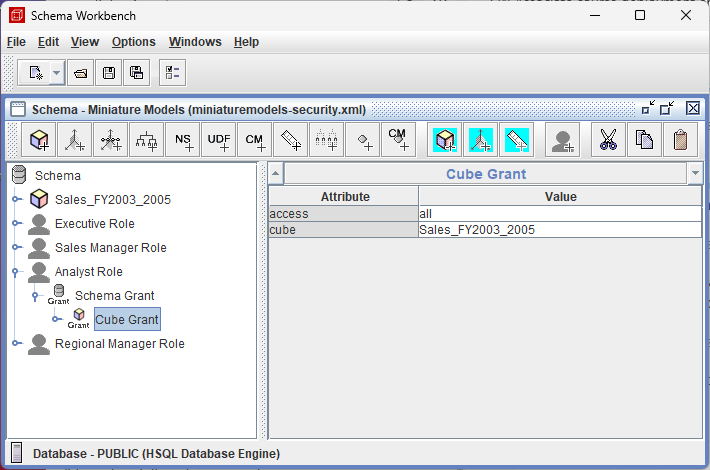 Schema Workbench
File Edit View Options Windows Help
Schema - Miniature Models (miniaturemodels-security.xml)
NS UDF CM CM
Schema
Sales_FY2003_2005
Executive Role
Sales Manager Role
Analyst Role
Grant Schema Grant
Grant Cube Grant
Regional Manager Role
Cube Grant
Attribute Value
access all
cube Sales_FY2003_2005
Database - PUBLIC (HSQL Database Engine)